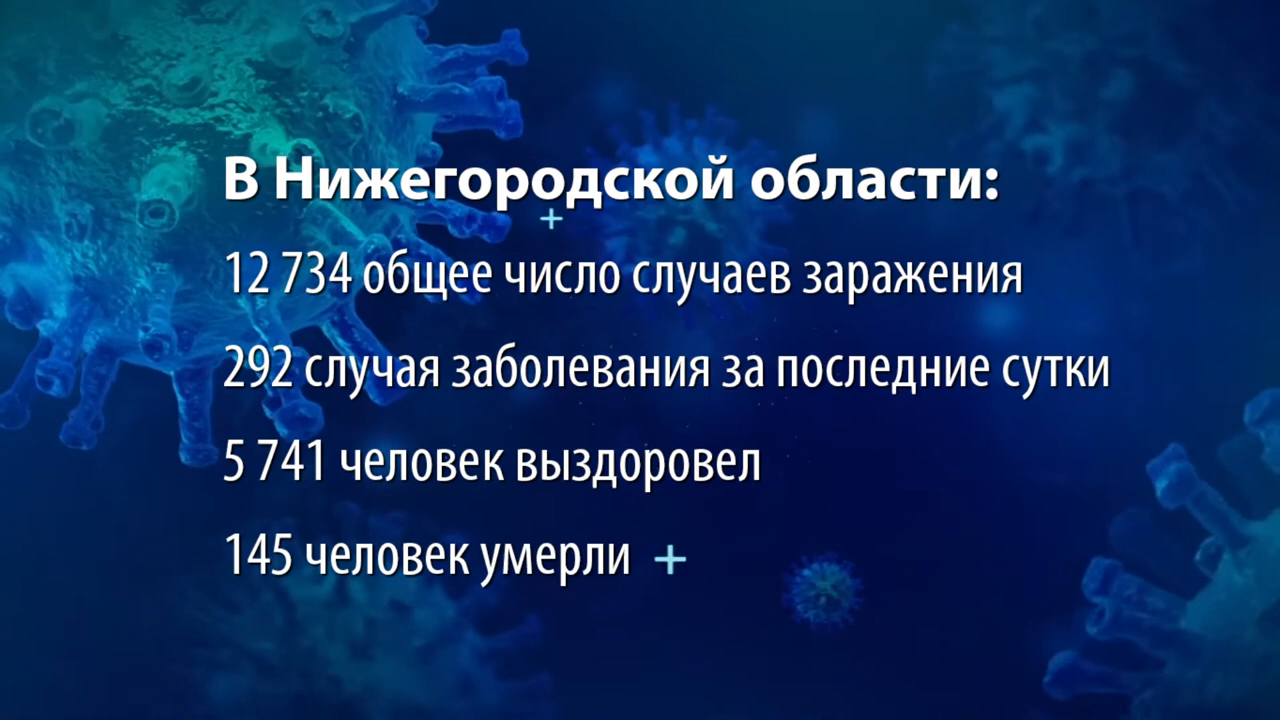 В Нижегородской области:
12 734 общее число случаев заражения
292 случая заболевания за последние сутки
5 741 человек выздоровел
145 человек умерли